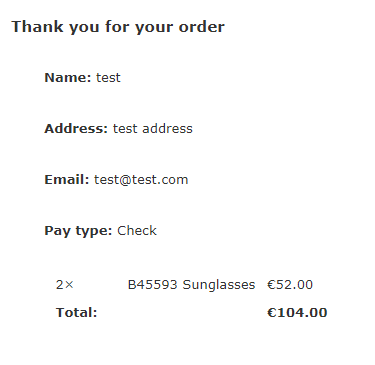 Thank you for your order
Name: test
Address: test address
Email: test@test.com
Pay type: Check
2× B45593 Sunglasses €52.00
Total: €104.00